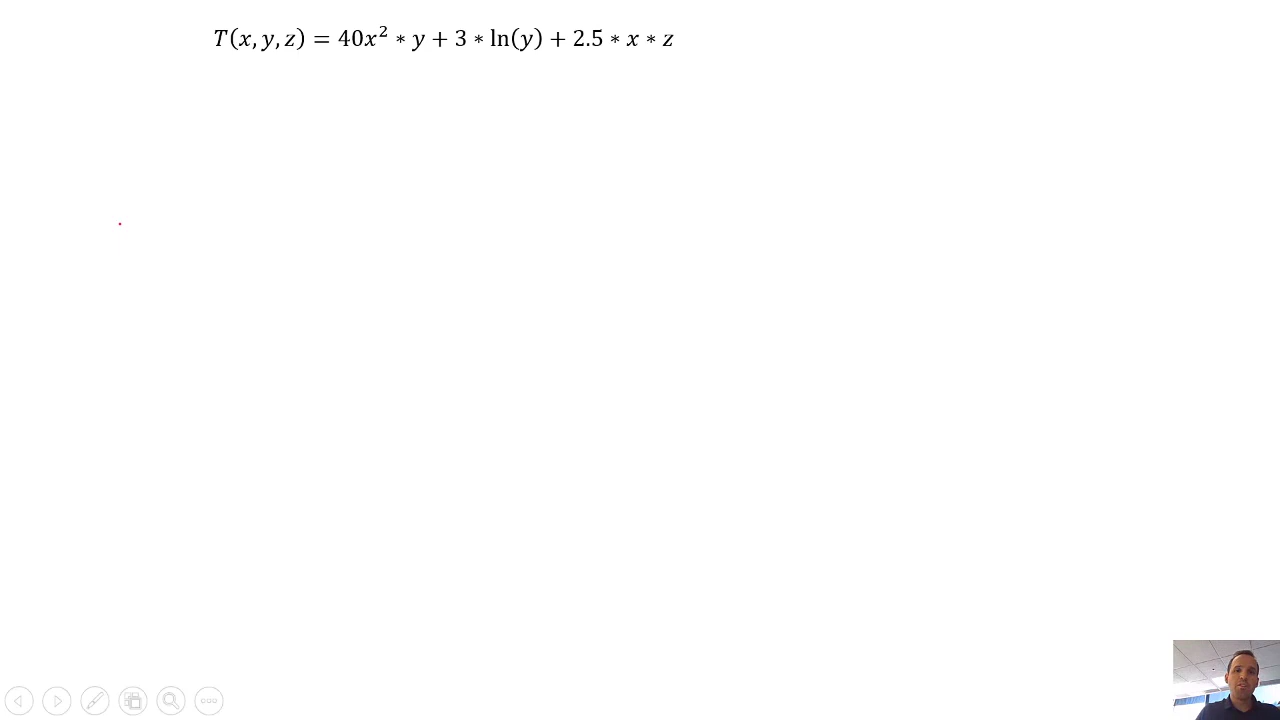 T(x, y, z) = 40x² * y + 3 * ln(y) + 2.5 * x * z